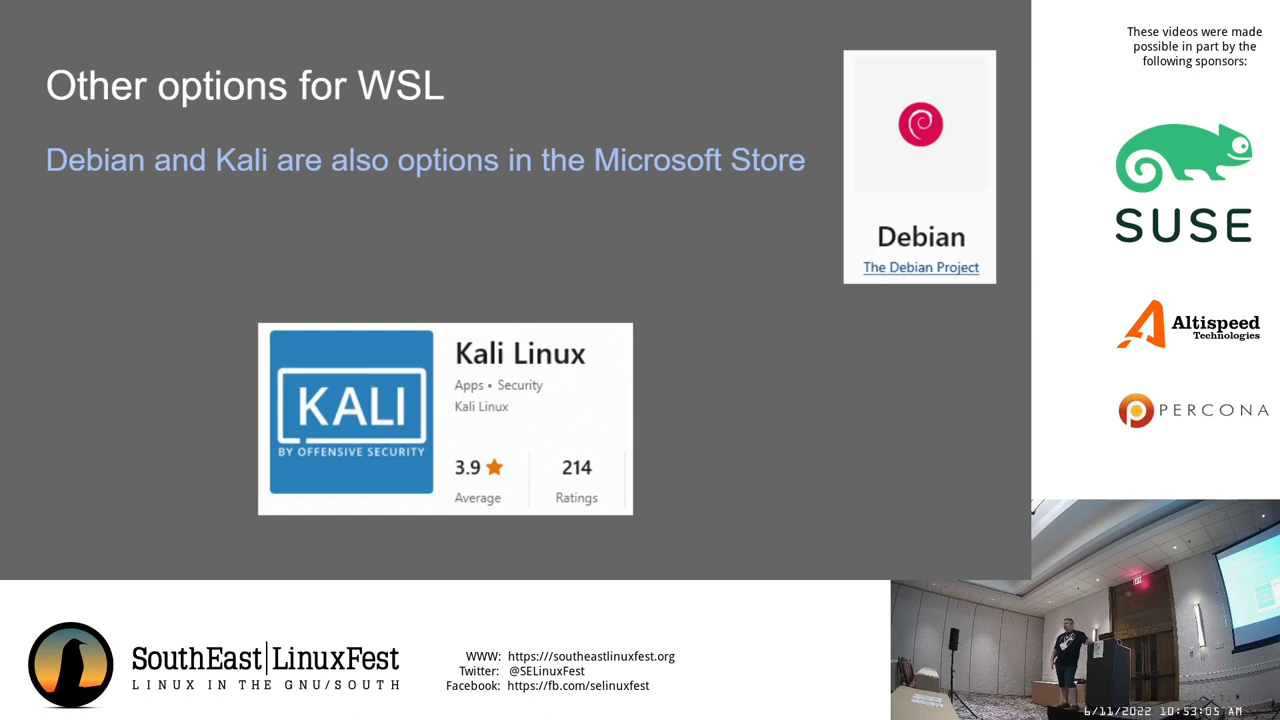 Other options for WSL
Debian and Kali are also options in the Microsoft Store
Debian
The Debian Project
KALI
BY OFFENSIVE SECURITY
Kali Linux
Apps • Security
Kali Linux
3.9
Average
214
Ratings
These videos were made
possible in part by the
following sponsors:
SUSE
Altispeed
Technologies
PERCONA
SouthEast|LinuxFest
LINUX IN THE GNU/SOUTH
WWW: https:///southeastlinuxfest.org
Twitter: @SELinuxFest
Facebook: https://fb.com/selinuxfest
6/11/2022 10:53:05 AM